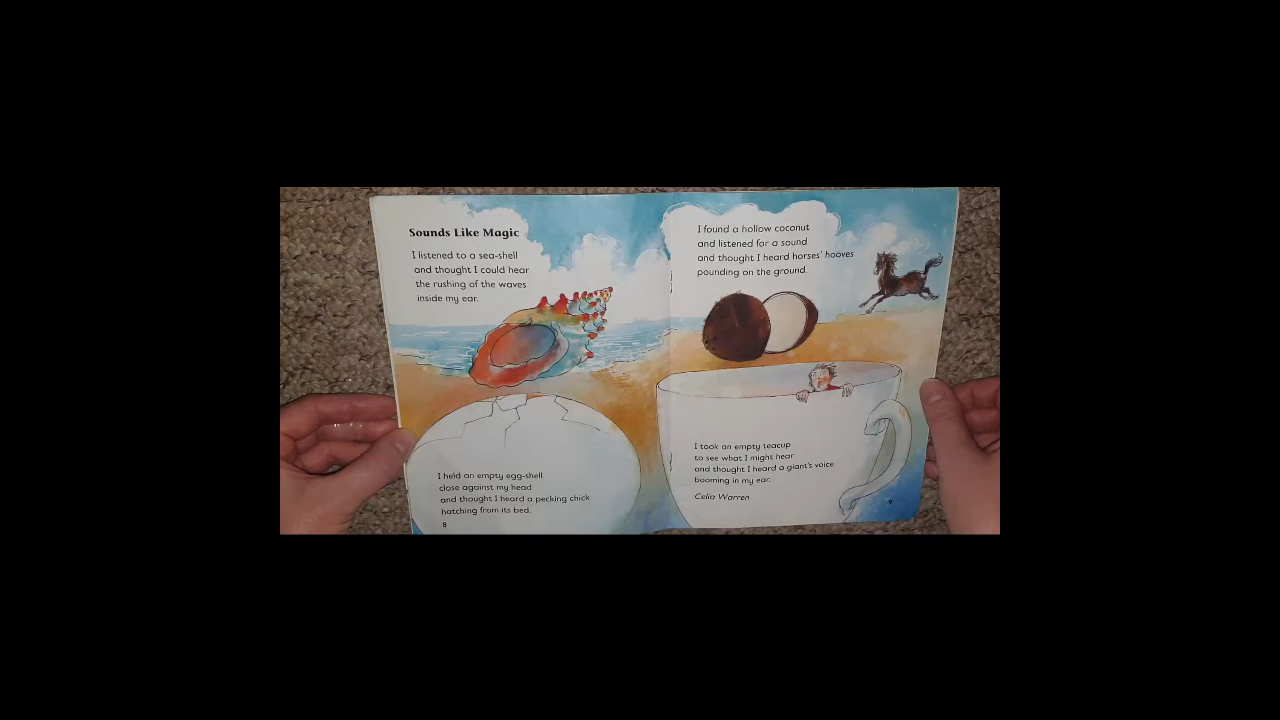 Sounds Like Magic
I listened to a sea-shell
and thought I could hear
the rushing of the waves
inside my ear.
I held an empty egg-shell
close against my head
and thought I heard a pecking chick
hatching from its bed.
8
I found a hollow coconut
and listened for a sound
and thought I heard horses' hooves
pounding on the ground.
I took an empty teacup
to see what I might hear
and thought I heard a giant's voice
booming in my ear.
Celia Warren
9